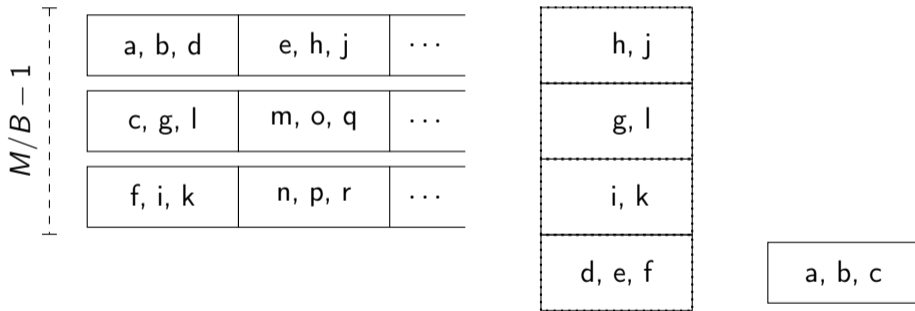 M/B − 1
a, b, d
e, h, j
···
c, g, l
m, o, q
···
f, i, k
n, p, r
···
h, j
g, l
i, k
d, e, f
a, b, c